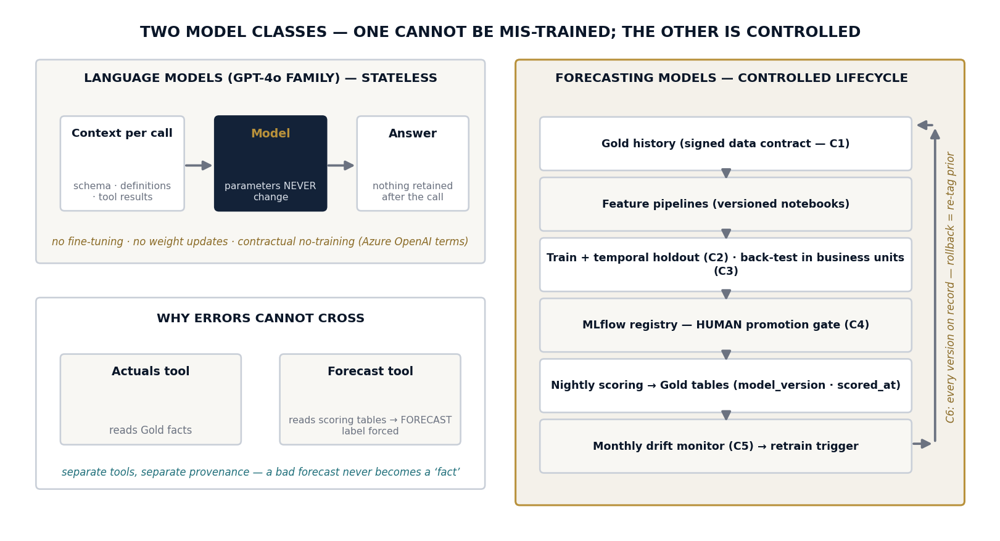 TWO MODEL CLASSES — ONE CANNOT BE MIS-TRAINED; THE OTHER IS CONTROLLED
LANGUAGE MODELS (GPT-4o FAMILY) — STATELESS
Context per call
schema · definitions
· tool results
Model
parameters NEVER
change
Answer
nothing retained
after the call
no fine-tuning · no weight updates · contractual no-training (Azure OpenAI terms)
WHY ERRORS CANNOT CROSS
Actuals tool
reads Gold facts
Forecast tool
reads scoring tables → FORECAST
label forced
separate tools, separate provenance — a bad forecast never becomes a ‘fact’
FORECASTING MODELS — CONTROLLED LIFECYCLE
Gold history (signed data contract — C1)
Feature pipelines (versioned notebooks)
Train + temporal holdout (C2) · back-test in business units
(C3)
MLflow registry — HUMAN promotion gate (C4)
Nightly scoring → Gold tables (model_version · scored_at)
Monthly drift monitor (C5) → retrain trigger
C6: every version on record — rollback = re-tag prior